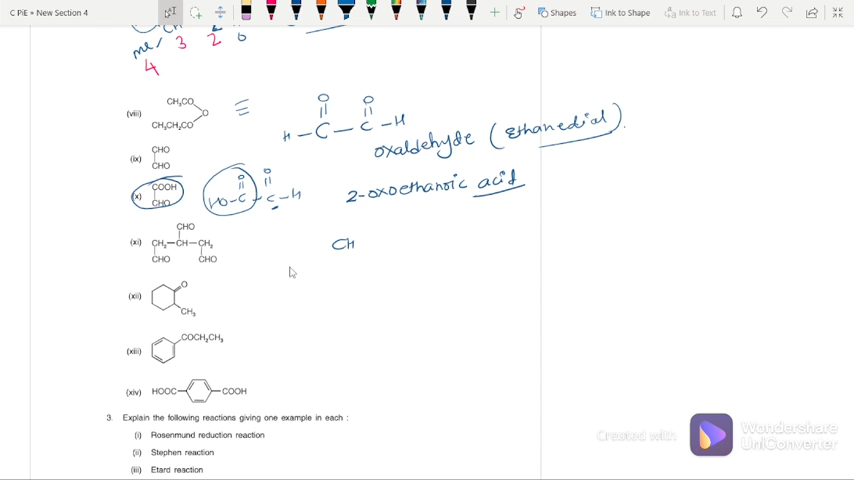 C PiE » New Section 4
Shapes
Ink to Shape
Ink to Text
me
3 2
4
(viii) CH₃CO
O
CH₃CH₂CO
≡
O O
H – C – C – H
oxaldehyde (Ethanedial).
(ix) CHO
CHO
(x) COOH
CHO
O O
HO – C – C – H
2-oxoethanoic acid
(xi) CHO
CH₂—CH—CH₂
CHO CHO
CH
(xii) O
CH₃
(xiii) COCH₂CH₃
(xiv) HOOC COOH
3. Explain the following reactions giving one example in each :
(i) Rosenmund reduction reaction
(ii) Stephen reaction
(iii) Etard reaction
Created with Wondershare
UniConverter